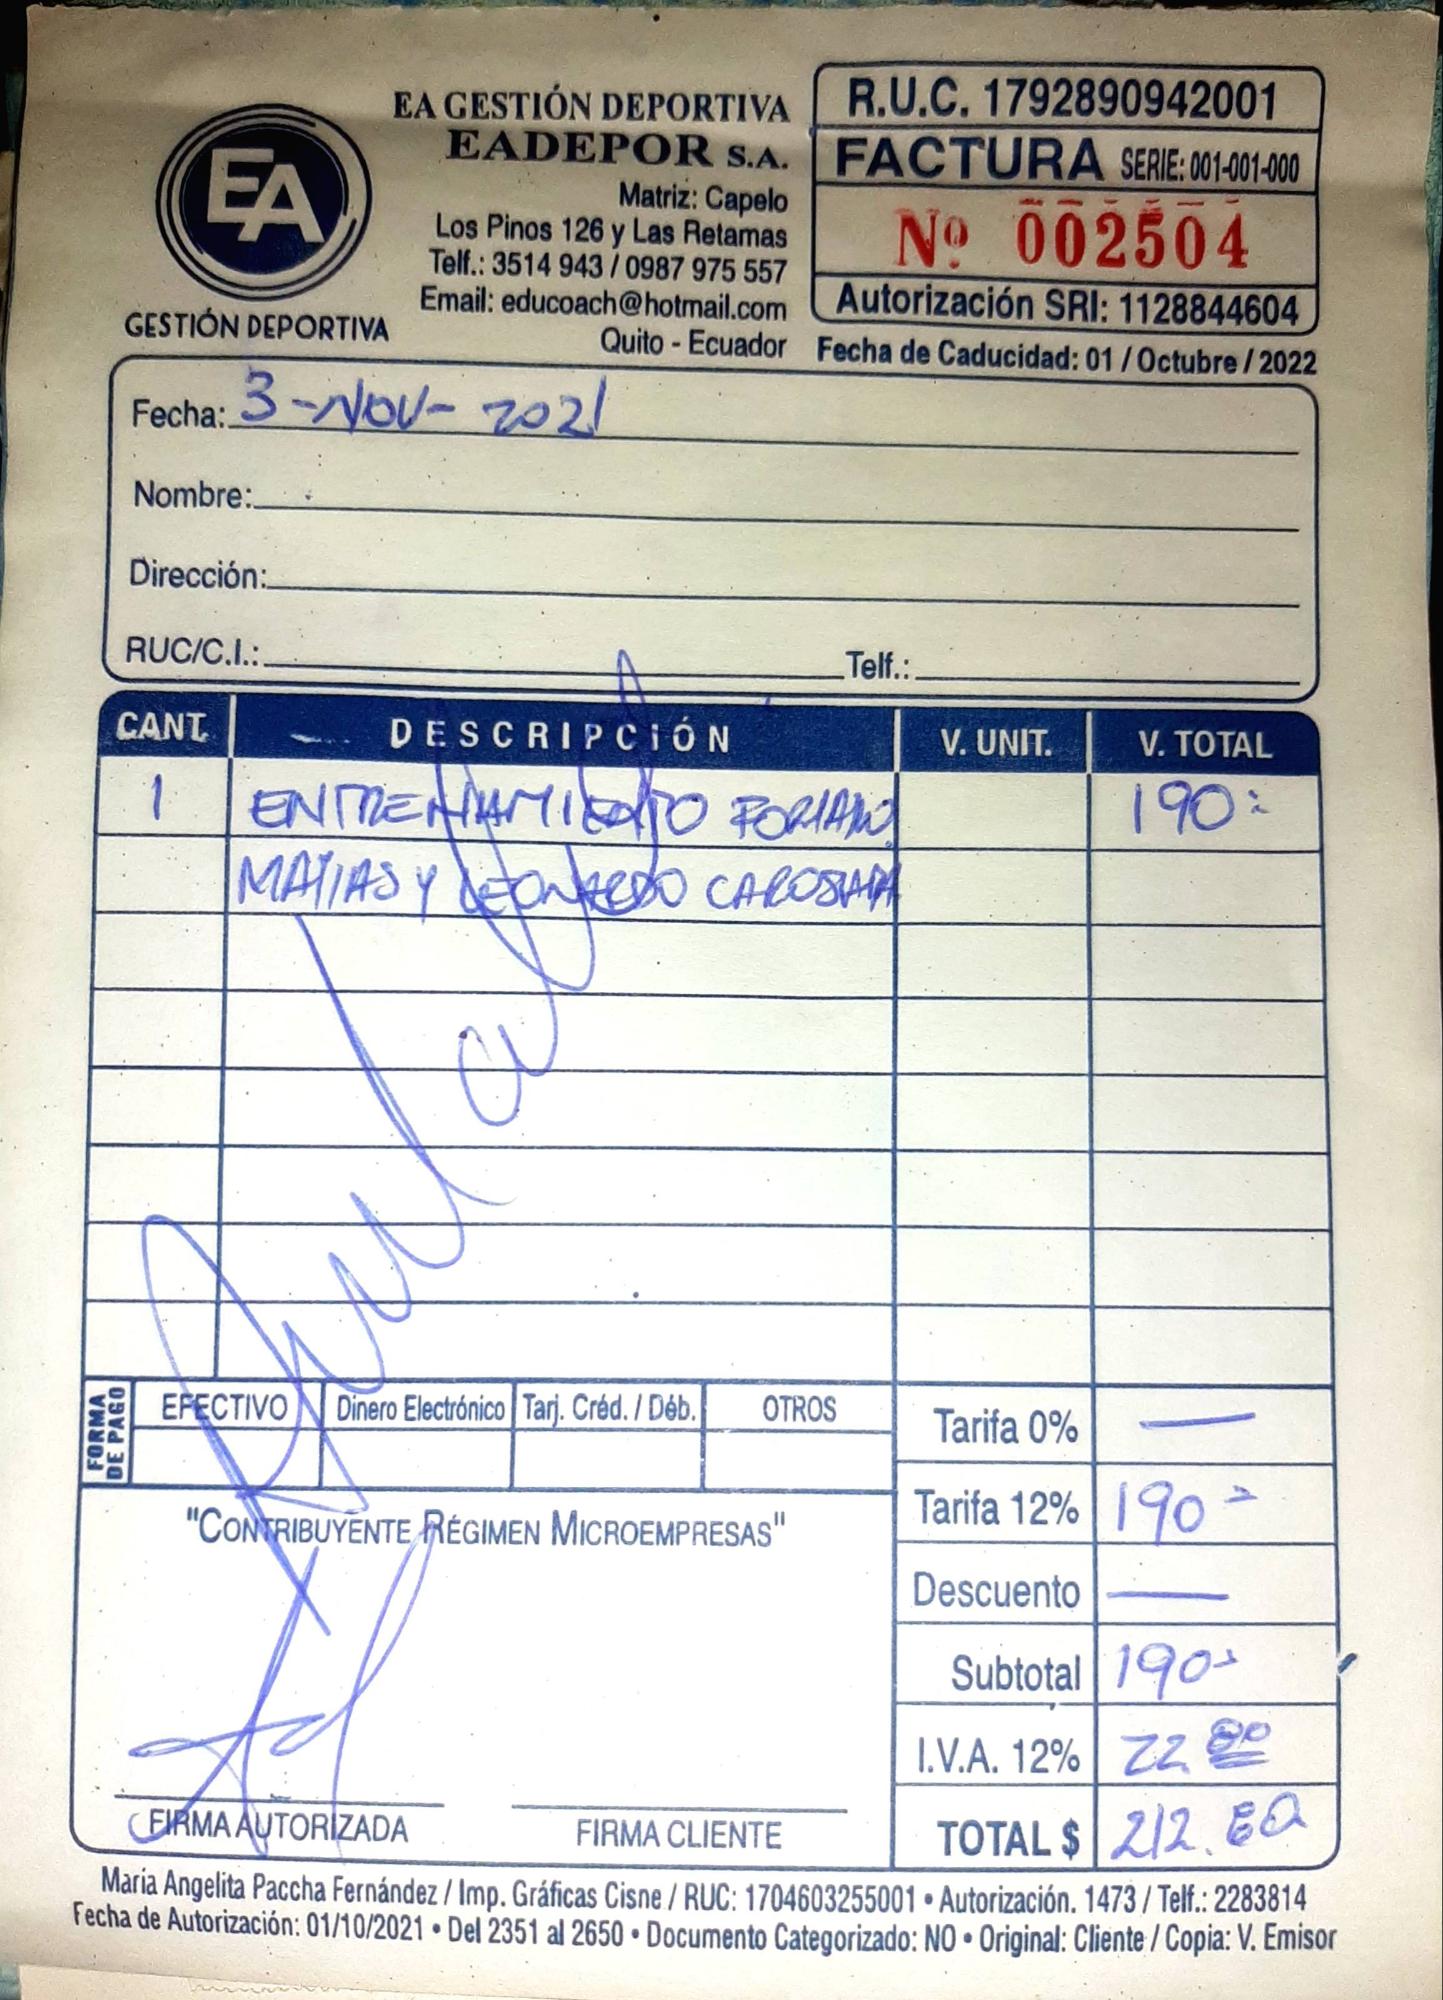 EA
GESTIÓN DEPORTIVA
EA GESTIÓN DEPORTIVA
EADEPOR S.A.
Matriz: Capelo
Los Pinos 126 y Las Retamas
Telf.: 3514 943 / 0987 975 557
Email: educoach@hotmail.com
Quito - Ecuador
R.U.C. 1792890942001
FACTURA SERIE: 001-001-000
Nº 002504
Autorización SRI: 1128844604
Fecha de Caducidad: 01 / Octubre / 2022
Fecha: 3-NOV-2021
Nombre:
Dirección:
RUC/C.I.: Telf.:
CANT. DESCRIPCIÓN V. UNIT. V. TOTAL
1 ENTRENAMIENTO 190
MATIAS Y LEONARDO
FORMA DE PAGO
EFECTIVO Dinero Electrónico Tarj. Créd. / Déb. OTROS
Tarifa 0% —
Tarifa 12% 190
"CONTRIBUYENTE RÉGIMEN MICROEMPRESAS"
Descuento —
Subtotal 190
I.V.A. 12% 22.80
TOTAL $ 212.80
FIRMA AUTORIZADA FIRMA CLIENTE
María Angelita Paccha Fernández / Imp. Gráficas Cisne / RUC: 1704603255001 • Autorización. 1473 / Telf.: 2283814
Fecha de Autorización: 01/10/2021 • Del 2351 al 2650 • Documento Categorizado: NO • Original: Cliente / Copia: V. Emisor